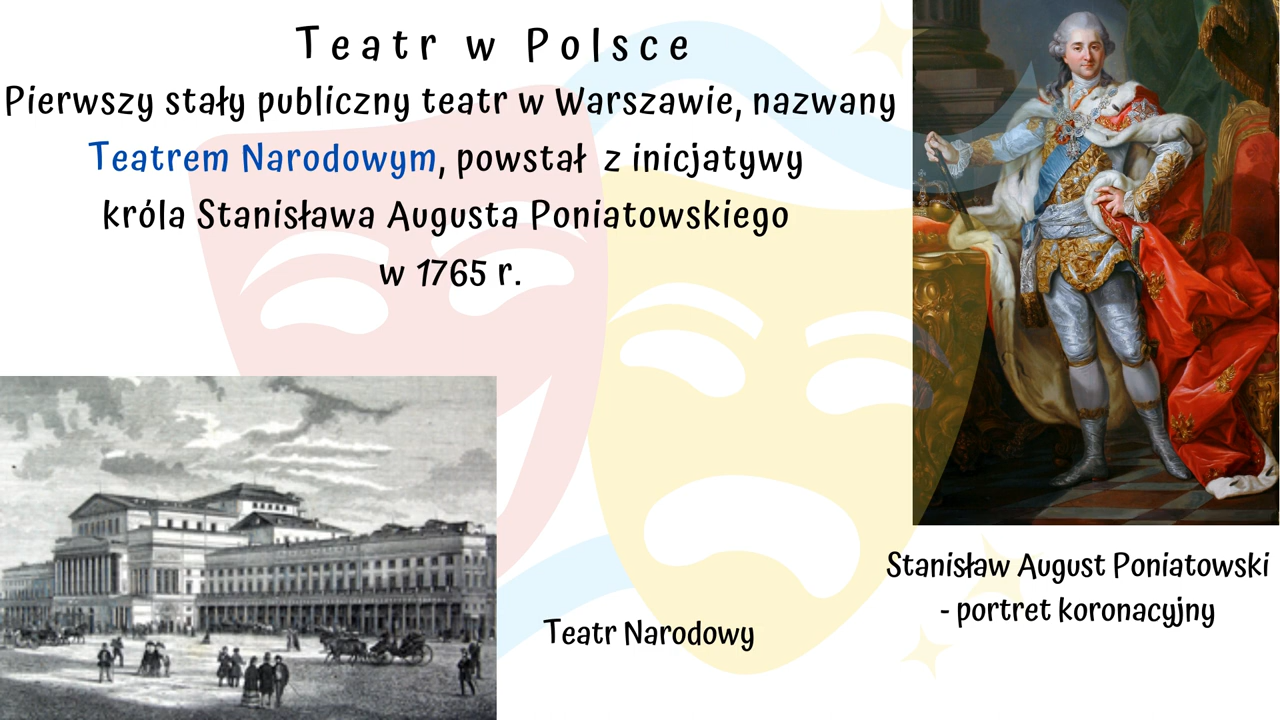 Teatr w Polsce
Pierwszy stały publiczny teatr w Warszawie, nazwany
Teatrem Narodowym, powstał z inicjatywy
króla Stanisława Augusta Poniatowskiego
w 1765 r.
Stanisław August Poniatowski
- portret koronacyjny
Teatr Narodowy